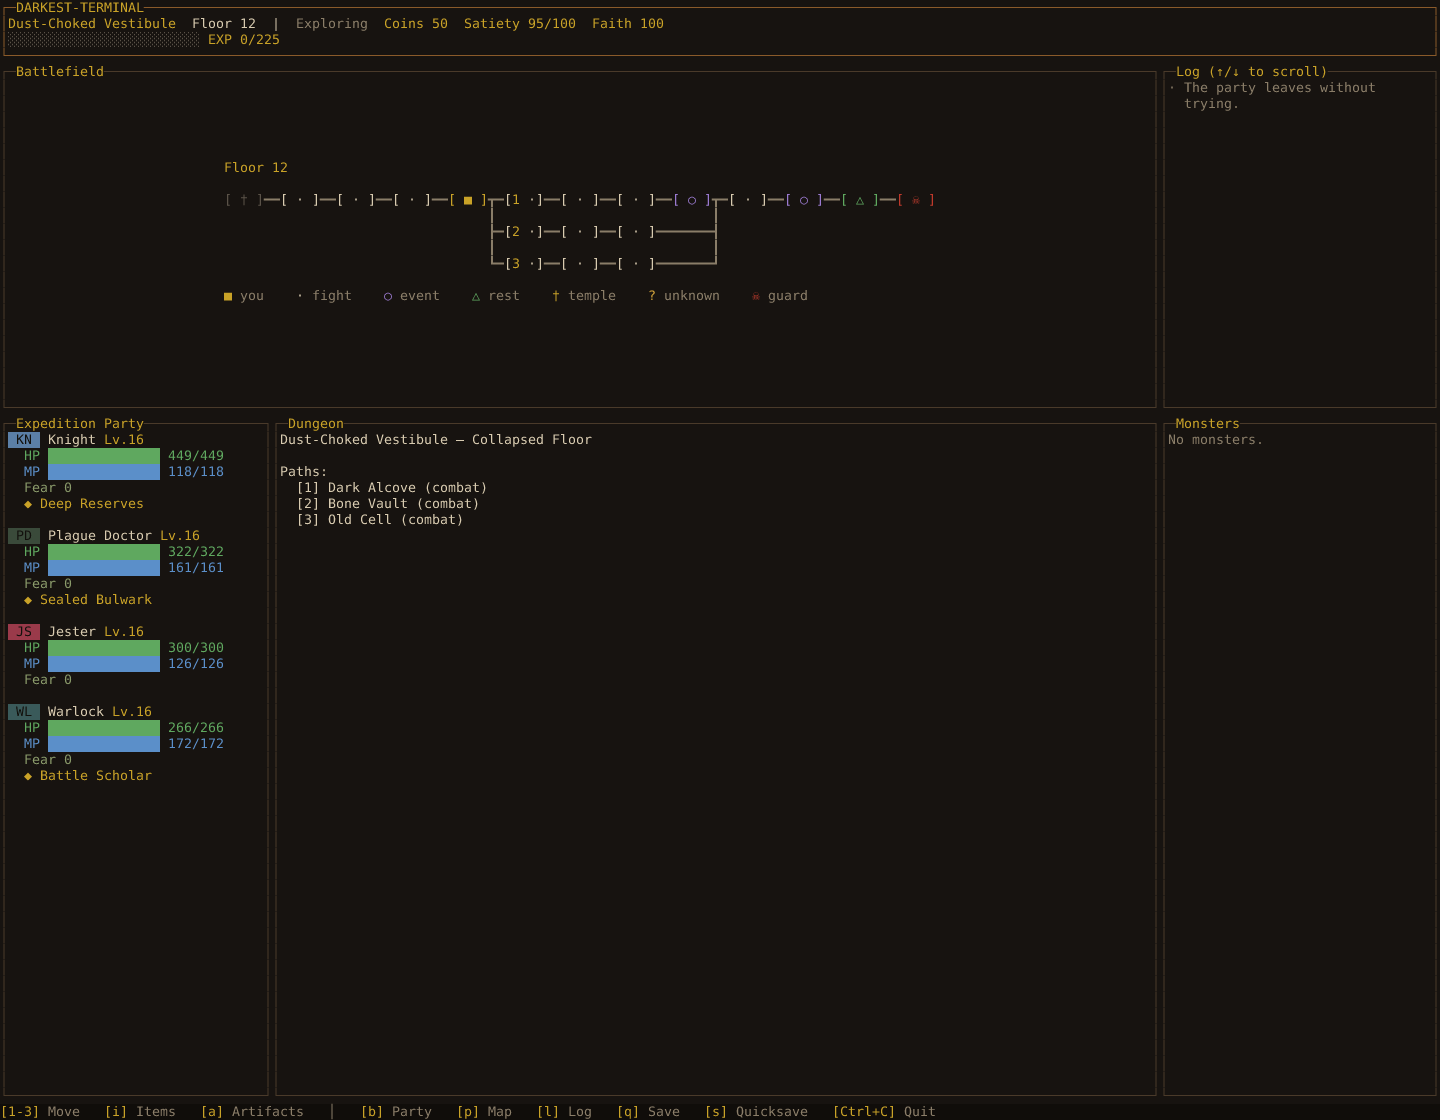 DARKEST-TERMINAL
Dust-Choked Vestibule  Floor 12  |  Exploring  Coins 50  Satiety 95/100  Faith 100
EXP 0/225
Battlefield
Floor 12
[ † ]──[ · ]──[ · ]──[ · ]──[ ■ ]┬─[1 ·]──[ · ]──[ · ]──[ ○ ]┬─[ · ]──[ ○ ]──[ △ ]──[ ☠ ]
├─[2 ·]──[ · ]──[ · ]───────┤
└─[3 ·]──[ · ]──[ · ]───────┘
■ you    · fight    ○ event    △ rest    † temple    ? unknown    ☠ guard
Log (↑/↓ to scroll)
· The party leaves without
trying.
Expedition Party
KN Knight Lv.16
HP 449/449
MP 118/118
Fear 0
◆ Deep Reserves
PD Plague Doctor Lv.16
HP 322/322
MP 161/161
Fear 0
◆ Sealed Bulwark
JS Jester Lv.16
HP 300/300
MP 126/126
Fear 0
WL Warlock Lv.16
HP 266/266
MP 172/172
Fear 0
◆ Battle Scholar
Dungeon
Dust-Choked Vestibule — Collapsed Floor
Paths:
[1] Dark Alcove (combat)
[2] Bone Vault (combat)
[3] Old Cell (combat)
Monsters
No monsters.
[1-3] Move   [i] Items   [a] Artifacts   │   [b] Party   [p] Map   [l] Log   [q] Save   [s] Quicksave   [Ctrl+C] Quit